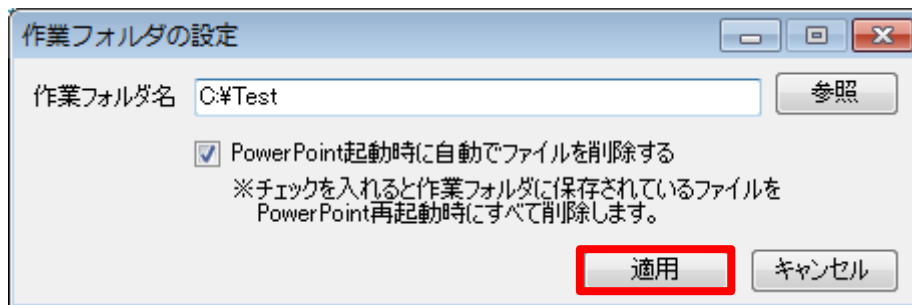 作業フォルダの設定
作業フォルダ名 C:¥Test 参照
PowerPoint起動時に自動でファイルを削除する
※チェックを入れると作業フォルダに保存されているファイルを
PowerPoint再起動時にすべて削除します。
適用 キャンセル